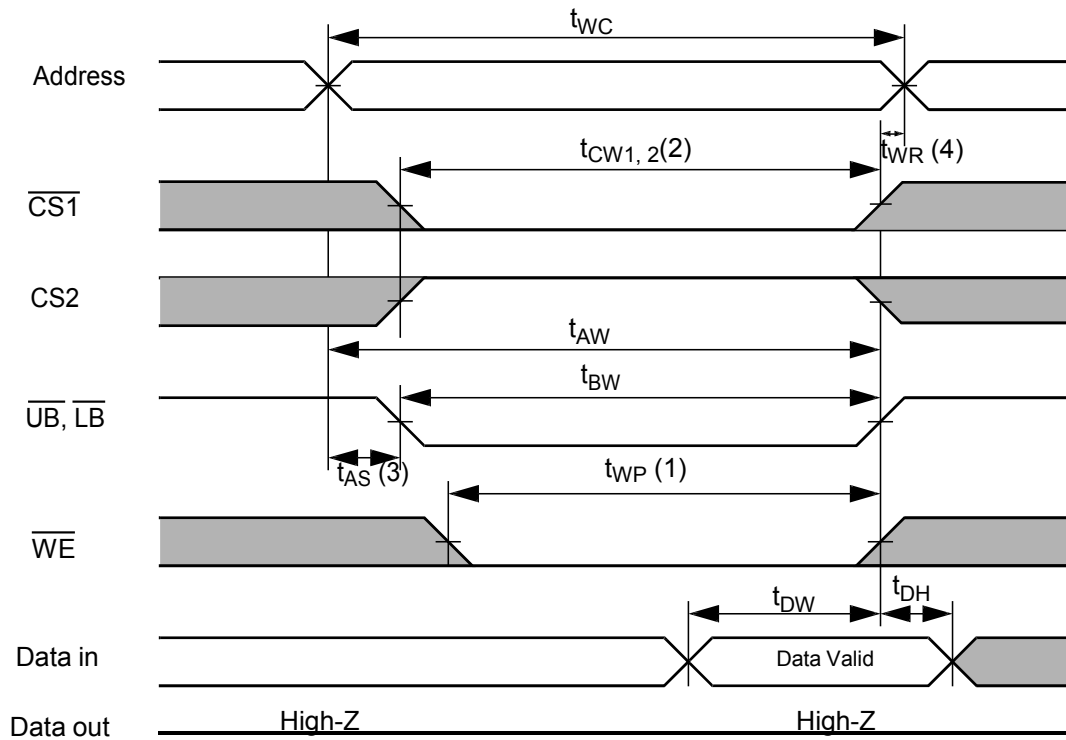 tWC
Address
tCW1, 2(2)
tWR (4)
CS1
CS2
tAW
tBW
UB, LB
tAS (3)
tWP (1)
WE
tDW
tDH
Data in
Data Valid
Data out
High-Z
High-Z